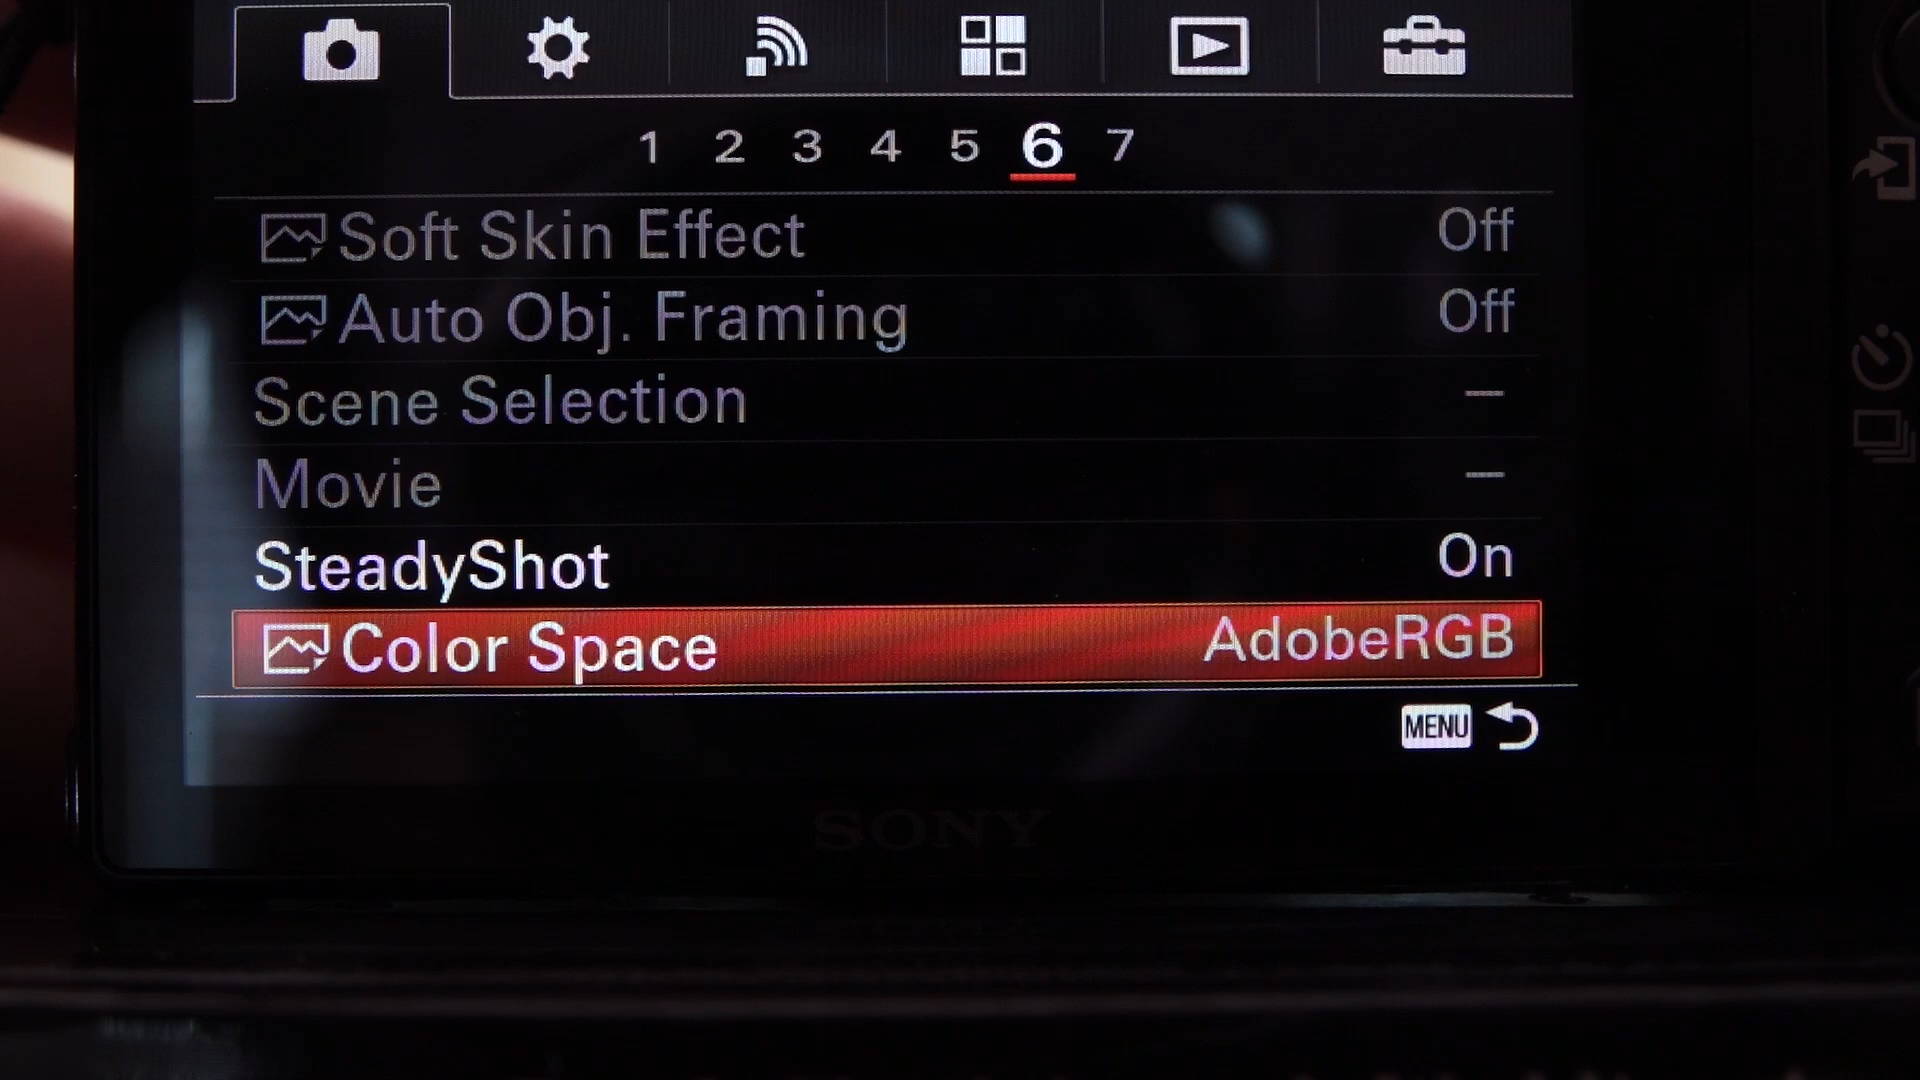 1 2 3 4 5 6 7
Soft Skin Effect Off
Auto Obj. Framing Off
Scene Selection –
Movie –
SteadyShot On
Color Space AdobeRGB
MENU
SONY